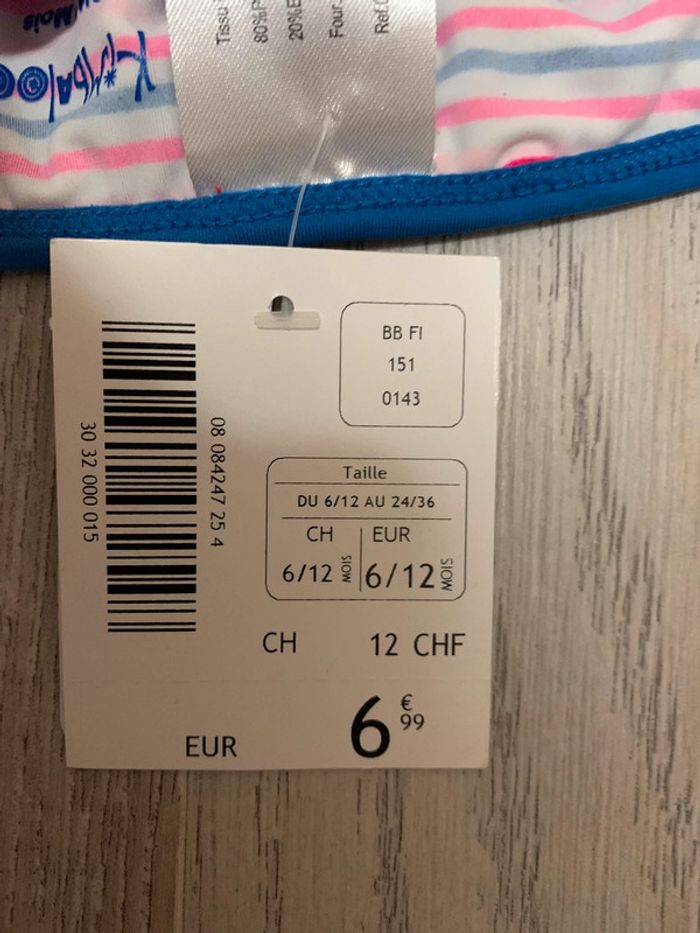 Kimbaloo
Mois
Tissu
80%P
20%E
Four.
Ref.
BB FI
151
0143
08 084247 25 4
30 32 000 015
Taille
DU 6/12 AU 24/36
CH EUR
6/12 MOIS 6/12 MOIS
CH 12 CHF
EUR 6 €99